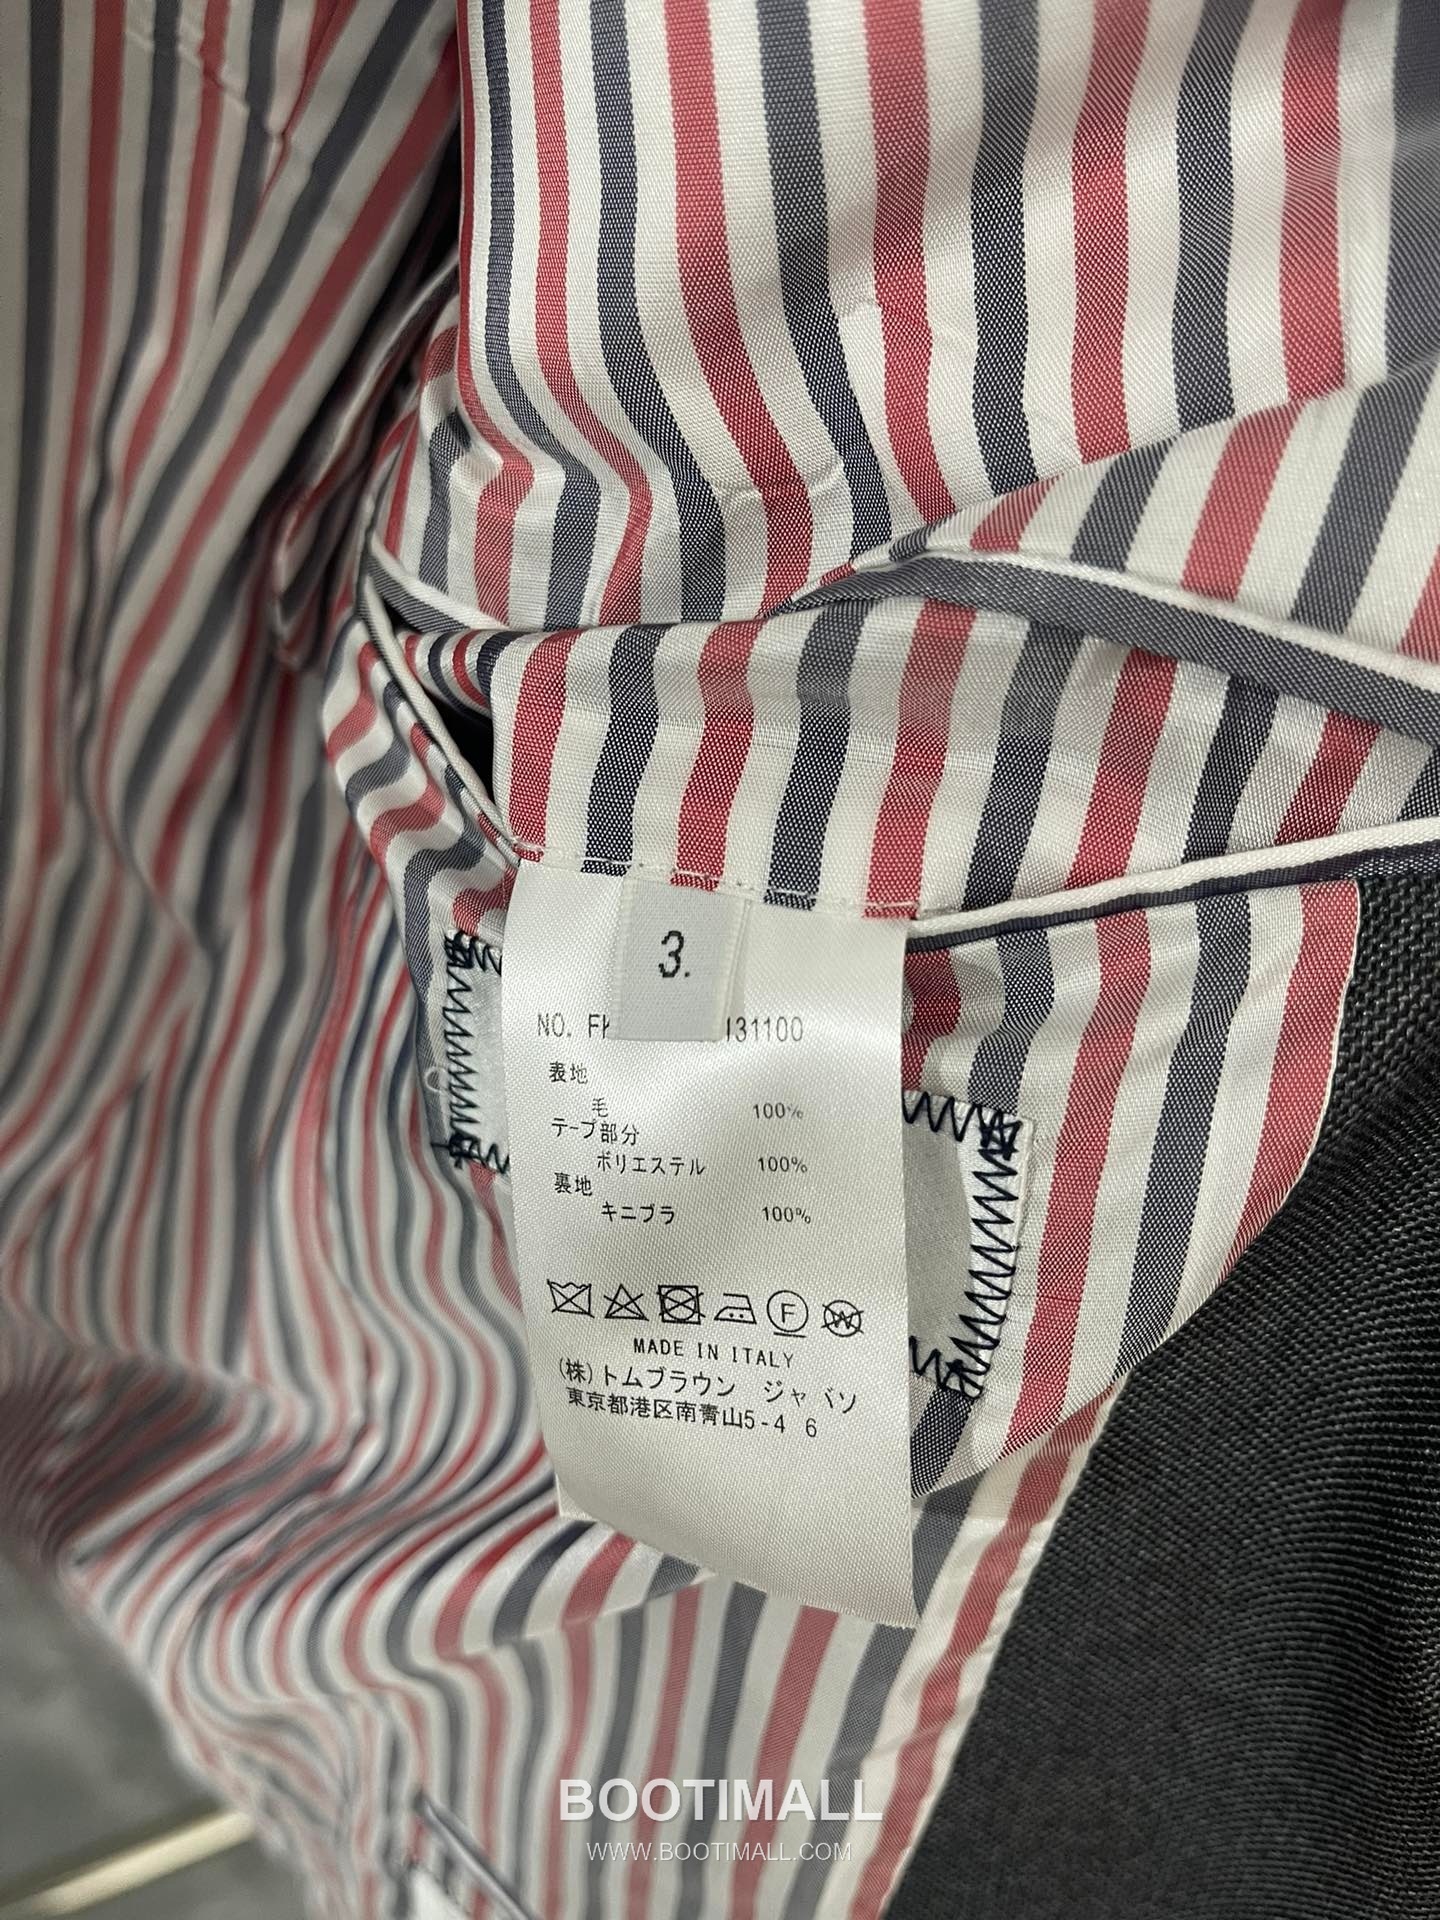 3.
NO. F 131100
表地
毛 100%
テープ部分
ポリエステル 100%
裏地
キュプラ 100%
F
W
MADE IN ITALY
(株)トムブラウン ジャパン
東京都港区南青山5-4 6
BOOTIMALL
WWW.BOOTIMALL.COM